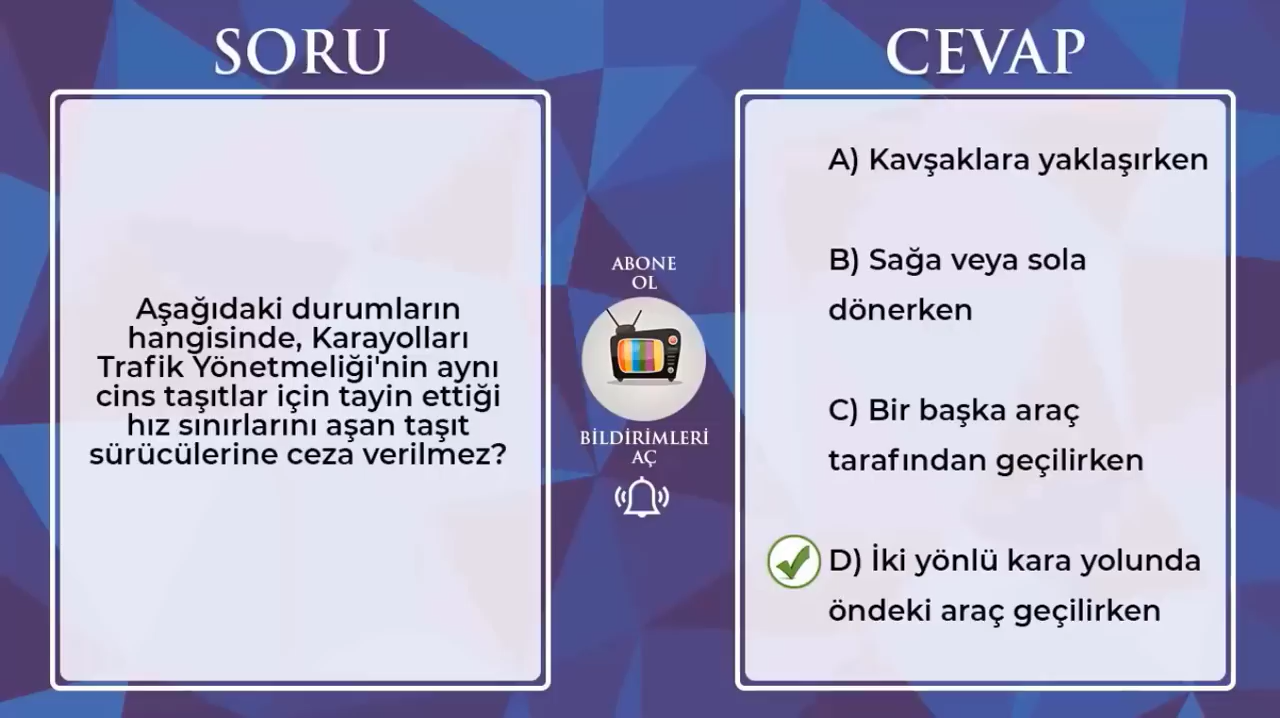 SORU
Aşağıdaki durumların
hangisinde, Karayolları
Trafik Yönetmeliği'nin aynı
cins taşıtlar için tayin ettiği
hız sınırlarını aşan taşıt
sürücülerine ceza verilmez?
ABONE
OL
BİLDİRİMLERİ
AÇ
CEVAP
A) Kavşaklara yaklaşırken
B) Sağa veya sola
dönerken
C) Bir başka araç
tarafından geçilirken
D) İki yönlü kara yolunda
öndeki araç geçilirken